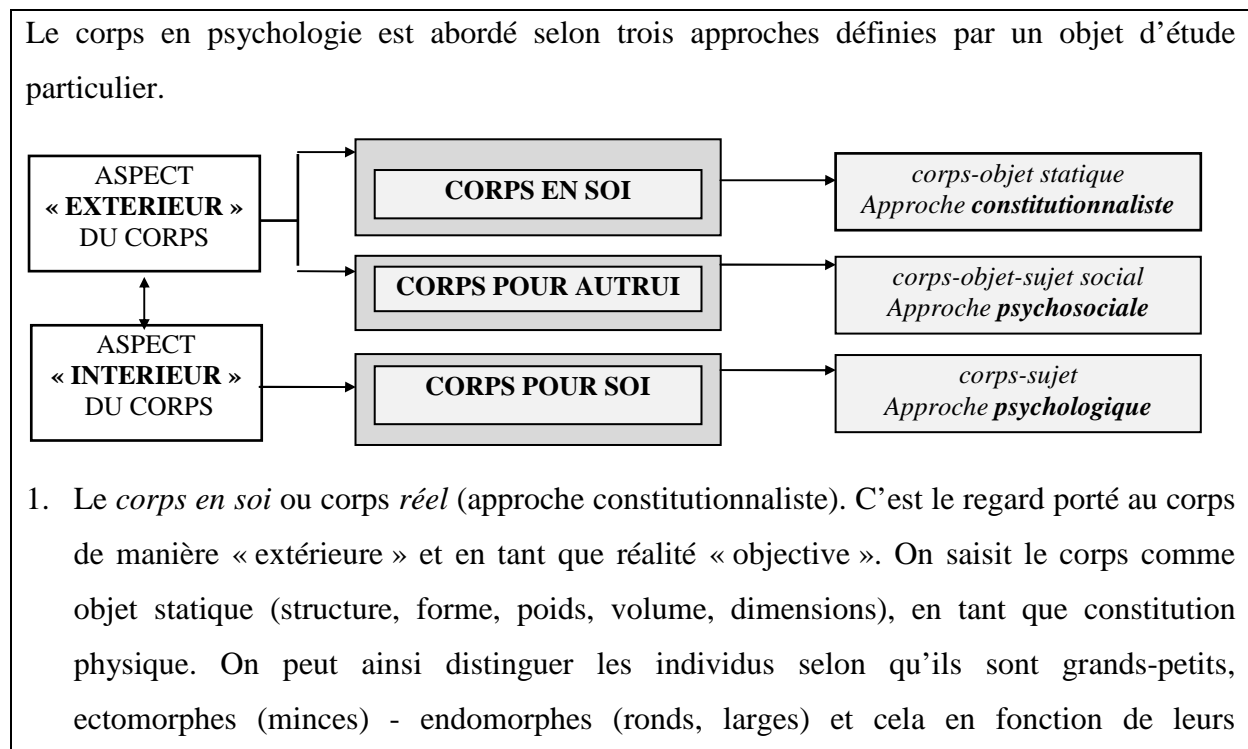 Le corps en psychologie est abordé selon trois approches définies par un objet d’étude
particulier.
ASPECT
« EXTERIEUR »
DU CORPS
CORPS EN SOI
corps-objet statique
Approche constitutionnaliste
CORPS POUR AUTRUI
corps-objet-sujet social
Approche psychosociale
ASPECT
« INTERIEUR »
DU CORPS
CORPS POUR SOI
corps-sujet
Approche psychologique
1. Le corps en soi ou corps réel (approche constitutionnaliste). C’est le regard porté au corps
de manière « extérieure » et en tant que réalité « objective ». On saisit le corps comme
objet statique (structure, forme, poids, volume, dimensions), en tant que constitution
physique. On peut ainsi distinguer les individus selon qu’ils sont grands-petits,
ectomorphes (minces) - endomorphes (ronds, larges) et cela en fonction de leurs